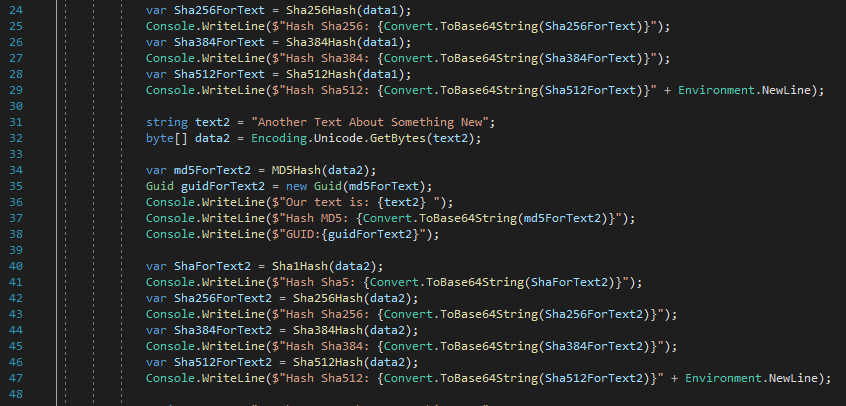 24 var Sha256ForText = Sha256Hash(data1);
25 Console.WriteLine($"Hash Sha256: {Convert.ToBase64String(Sha256ForText)}");
26 var Sha384ForText = Sha384Hash(data1);
27 Console.WriteLine($"Hash Sha384: {Convert.ToBase64String(Sha384ForText)}");
28 var Sha512ForText = Sha512Hash(data1);
29 Console.WriteLine($"Hash Sha512: {Convert.ToBase64String(Sha512ForText)}" + Environment.NewLine);
30
31 string text2 = "Another Text About Something New";
32 byte[] data2 = Encoding.Unicode.GetBytes(text2);
33
34 var md5ForText2 = MD5Hash(data2);
35 Guid guidForText2 = new Guid(md5ForText);
36 Console.WriteLine($"Our text is: {text2} ");
37 Console.WriteLine($"Hash MD5: {Convert.ToBase64String(md5ForText2)}");
38 Console.WriteLine($"GUID:{guidForText2}");
39
40 var ShaForText2 = Sha1Hash(data2);
41 Console.WriteLine($"Hash Sha5: {Convert.ToBase64String(ShaForText2)}");
42 var Sha256ForText2 = Sha256Hash(data2);
43 Console.WriteLine($"Hash Sha256: {Convert.ToBase64String(Sha256ForText2)}");
44 var Sha384ForText2 = Sha384Hash(data2);
45 Console.WriteLine($"Hash Sha384: {Convert.ToBase64String(Sha384ForText2)}");
46 var Sha512ForText2 = Sha512Hash(data2);
47 Console.WriteLine($"Hash Sha512: {Convert.ToBase64String(Sha512ForText2)}" + Environment.NewLine);
48